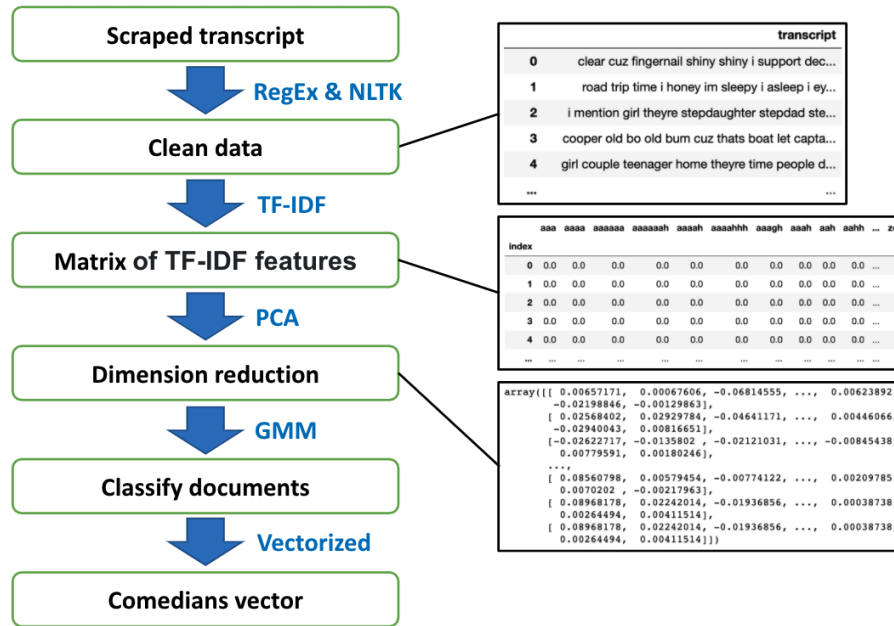 Scraped transcript
RegEx & NLTK
Clean data
TF-IDF
Matrix of TF-IDF features
PCA
Dimension reduction
GMM
Classify documents
Vectorized
Comedians vector
transcript
0 clear cuz fingernail shiny shiny i support dec...
1 road trip time i honey im sleepy i asleep i ey...
2 i mention girl theyre stepdaughter stepdad ste...
3 cooper old bo old bum cuz thats boat let capta...
4 girl couple teenager home theyre time people d...
... ...
aaa aaaa aaaaaa aaaaaah aaaah aaaahhh aaagh aaah aah aahh ... z
index
0 0.0 0.0 0.0 0.0 0.0 0.0 0.0 0.0 0.0 0.0 ...
1 0.0 0.0 0.0 0.0 0.0 0.0 0.0 0.0 0.0 0.0 ...
2 0.0 0.0 0.0 0.0 0.0 0.0 0.0 0.0 0.0 0.0 ...
3 0.0 0.0 0.0 0.0 0.0 0.0 0.0 0.0 0.0 0.0 ...
4 0.0 0.0 0.0 0.0 0.0 0.0 0.0 0.0 0.0 0.0 ...
... ... ... ... ... ... ... ... ... ... ... ...
array([[ 0.00657171, 0.00067606, -0.06814555, ..., 0.00623892
-0.02198846, -0.00129863],
[ 0.02568402, 0.02929784, -0.04641171, ..., 0.00446066
-0.02940043, 0.00816651],
[-0.02622717, -0.0135802 , -0.02121031, ..., -0.00845438
0.00779591, 0.00180246],
...,
[ 0.08560798, 0.00579454, -0.00774122, ..., 0.00209785
0.0070202 , -0.00217963],
[ 0.08968178, 0.02242014, -0.01936856, ..., 0.00038738
0.00264494, 0.00411514],
[ 0.08968178, 0.02242014, -0.01936856, ..., 0.00038738
0.00264494, 0.00411514]])